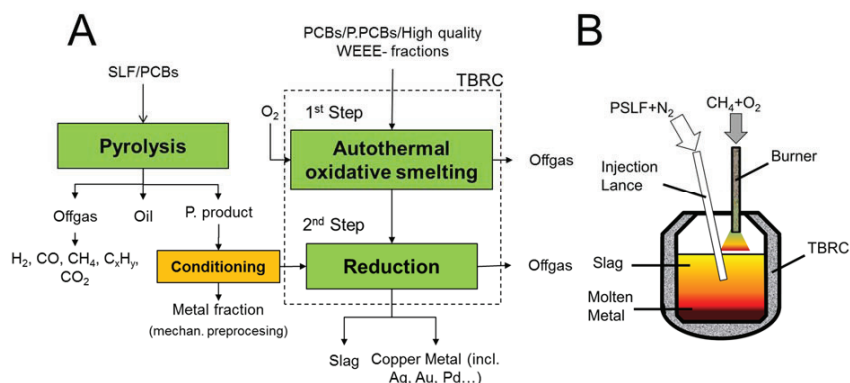 A
SLF/PCBs
Pyrolysis
Offgas
Oil
P. product
H2, CO, CH4, CxHy,
CO2
Conditioning
Metal fraction
(mechan. preprocesing)
PCBs/P.PCBs/High quality
WEEE- fractions
TBRC
O2
1st Step
Autothermal
oxidative smelting
Offgas
2nd Step
Reduction
Offgas
Slag
Copper Metal (incl.
Ag, Au, Pd...)
B
PSLF+N2
CH4+O2
Injection
Lance
Burner
TBRC
Slag
Molten
Metal